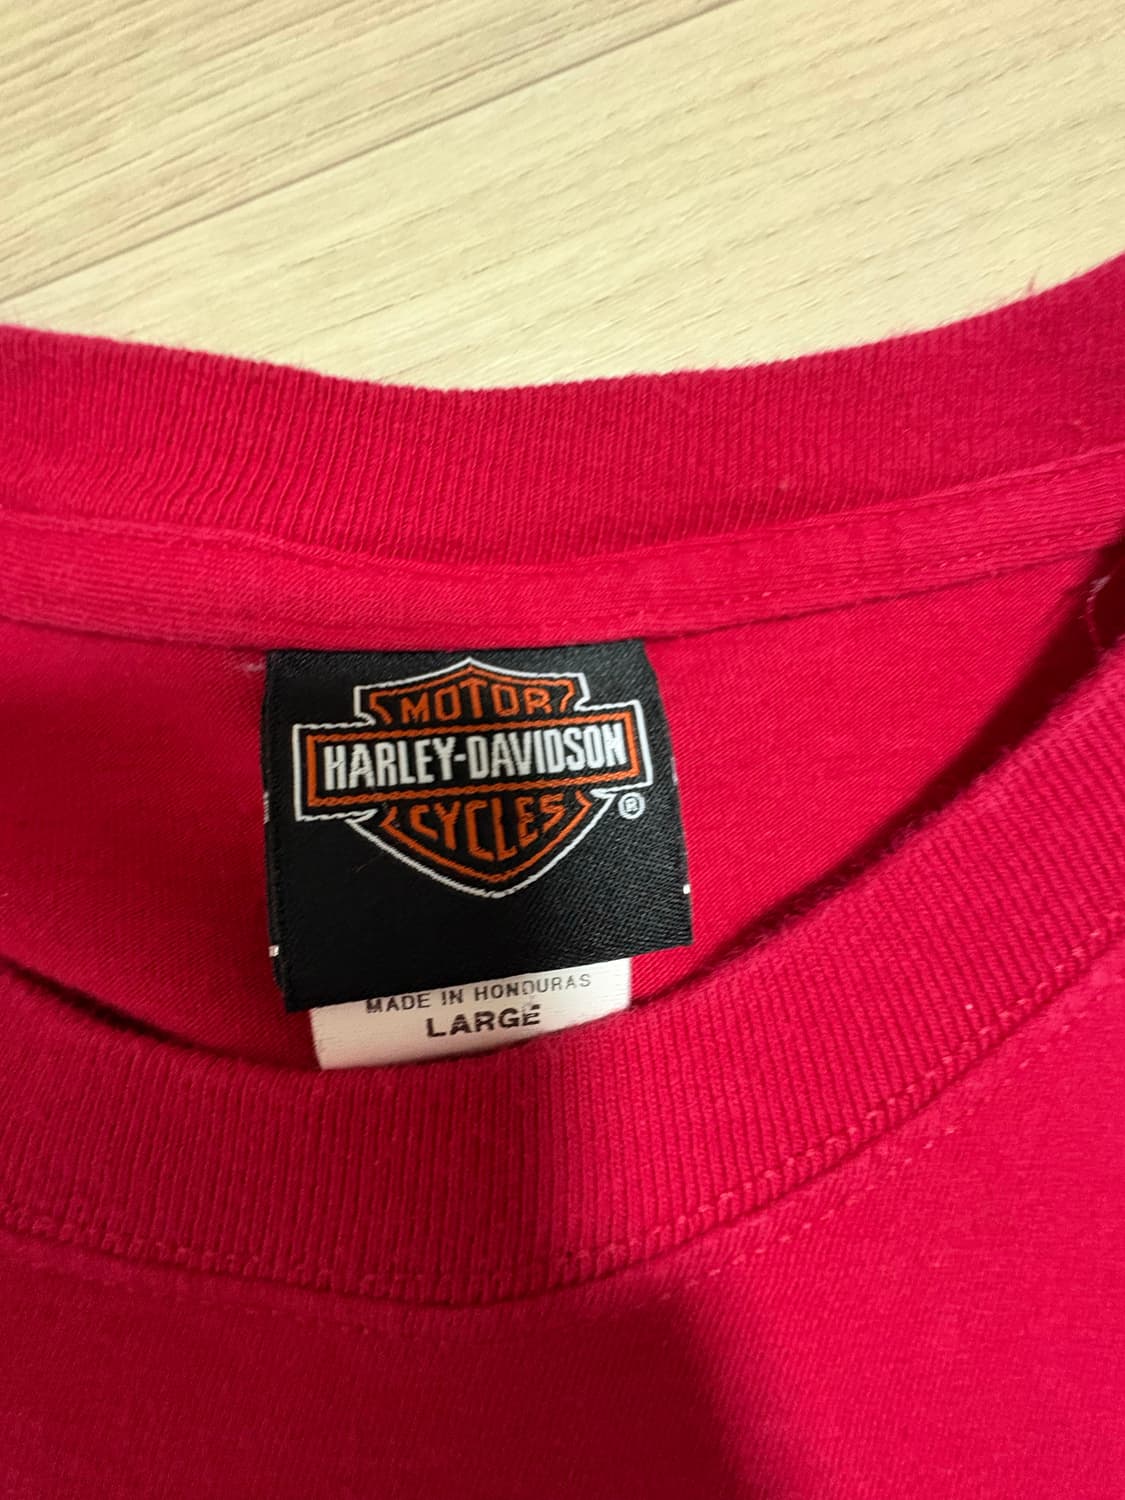 MOTOR
HARLEY-DAVIDSON
CYCLES
®
MADE IN HONDURAS
LARGE